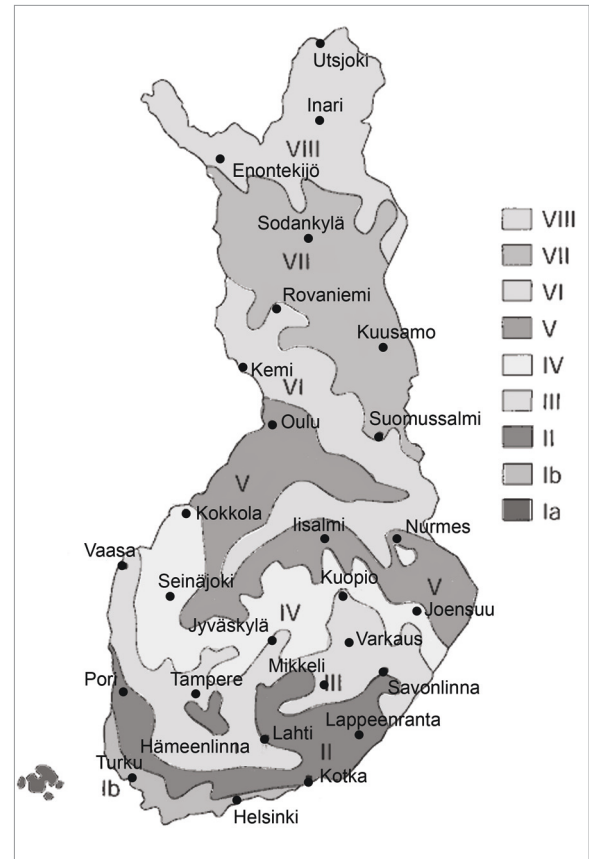 Utsjoki
Inari
VIII
Enontekijö
Sodankylä
VII
Rovaniemi
Kuusamo
Kemi
VI
Suomussalmi
Oulu
V
Kokkola
Iisalmi
Nurmes
Vaasa
Seinäjoki
Kuopio
V
Joensuu
IV
Jyväskylä
Varkaus
Mikkeli
Pori
Tampere
III
Savonlinna
Lappeenranta
Hämeenlinna
Lahti
II
Turku
Ib
Kotka
Helsinki
VIII
VII
VI
V
IV
III
II
Ib
Ia